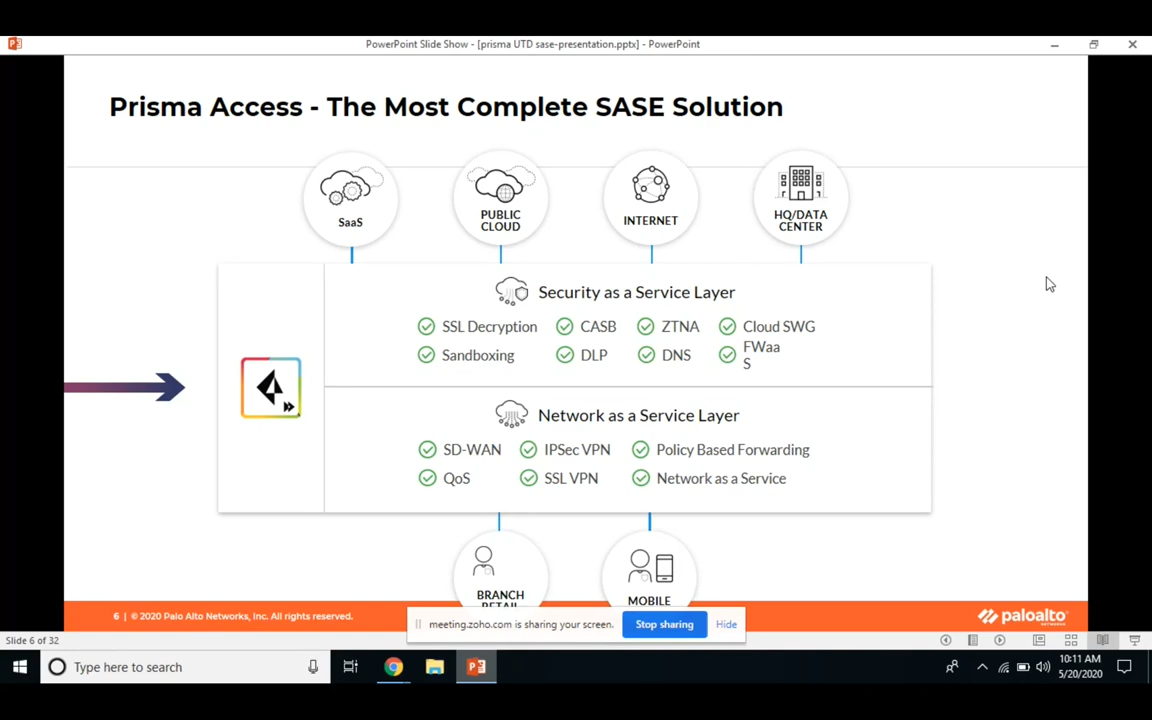 PowerPoint Slide Show - [prisma UTD sase-presentation.pptx] - PowerPoint
Prisma Access - The Most Complete SASE Solution
SaaS
PUBLIC
CLOUD
INTERNET
HQ/DATA
CENTER
Security as a Service Layer
SSL Decryption
CASB
ZTNA
Cloud SWG
Sandboxing
DLP
DNS
FWaa
S
Network as a Service Layer
SD-WAN
IPSec VPN
Policy Based Forwarding
QoS
SSL VPN
Network as a Service
BRANCH
RETAIL
MOBILE
6 | © 2020 Palo Alto Networks, Inc. All rights reserved.
paloalto
NETWORKS
meeting.zoho.com is sharing your screen.
Stop sharing
Hide
Slide 6 of 32
Type here to search
10:11 AM
5/20/2020